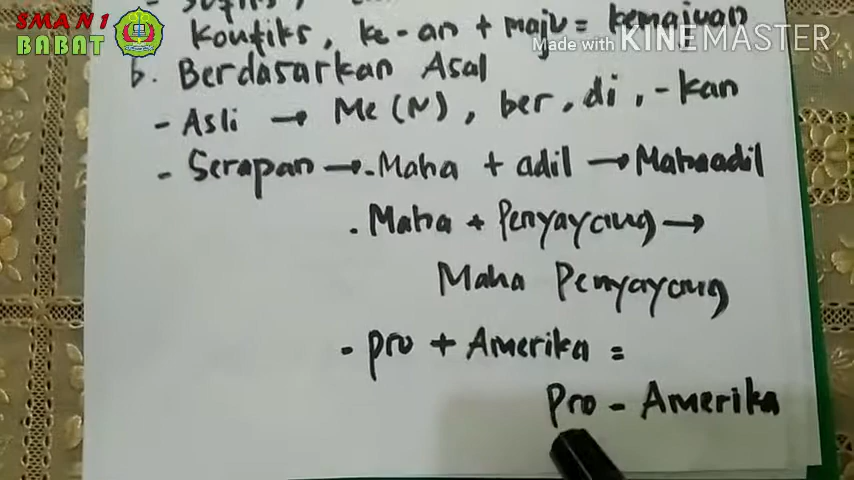 SMA N 1
BABAT
Made with KINEMASTER
Konfiks, ke-an + maju = kemajuan
b. Berdasarkan Asal
- Asli → Me (N), ber, di, -kan
- Serapan → . Maha + adil → Mahaadil
. Maha + Penyayang →
Maha Penyayang
- pro + Amerika =
Pro - Amerika